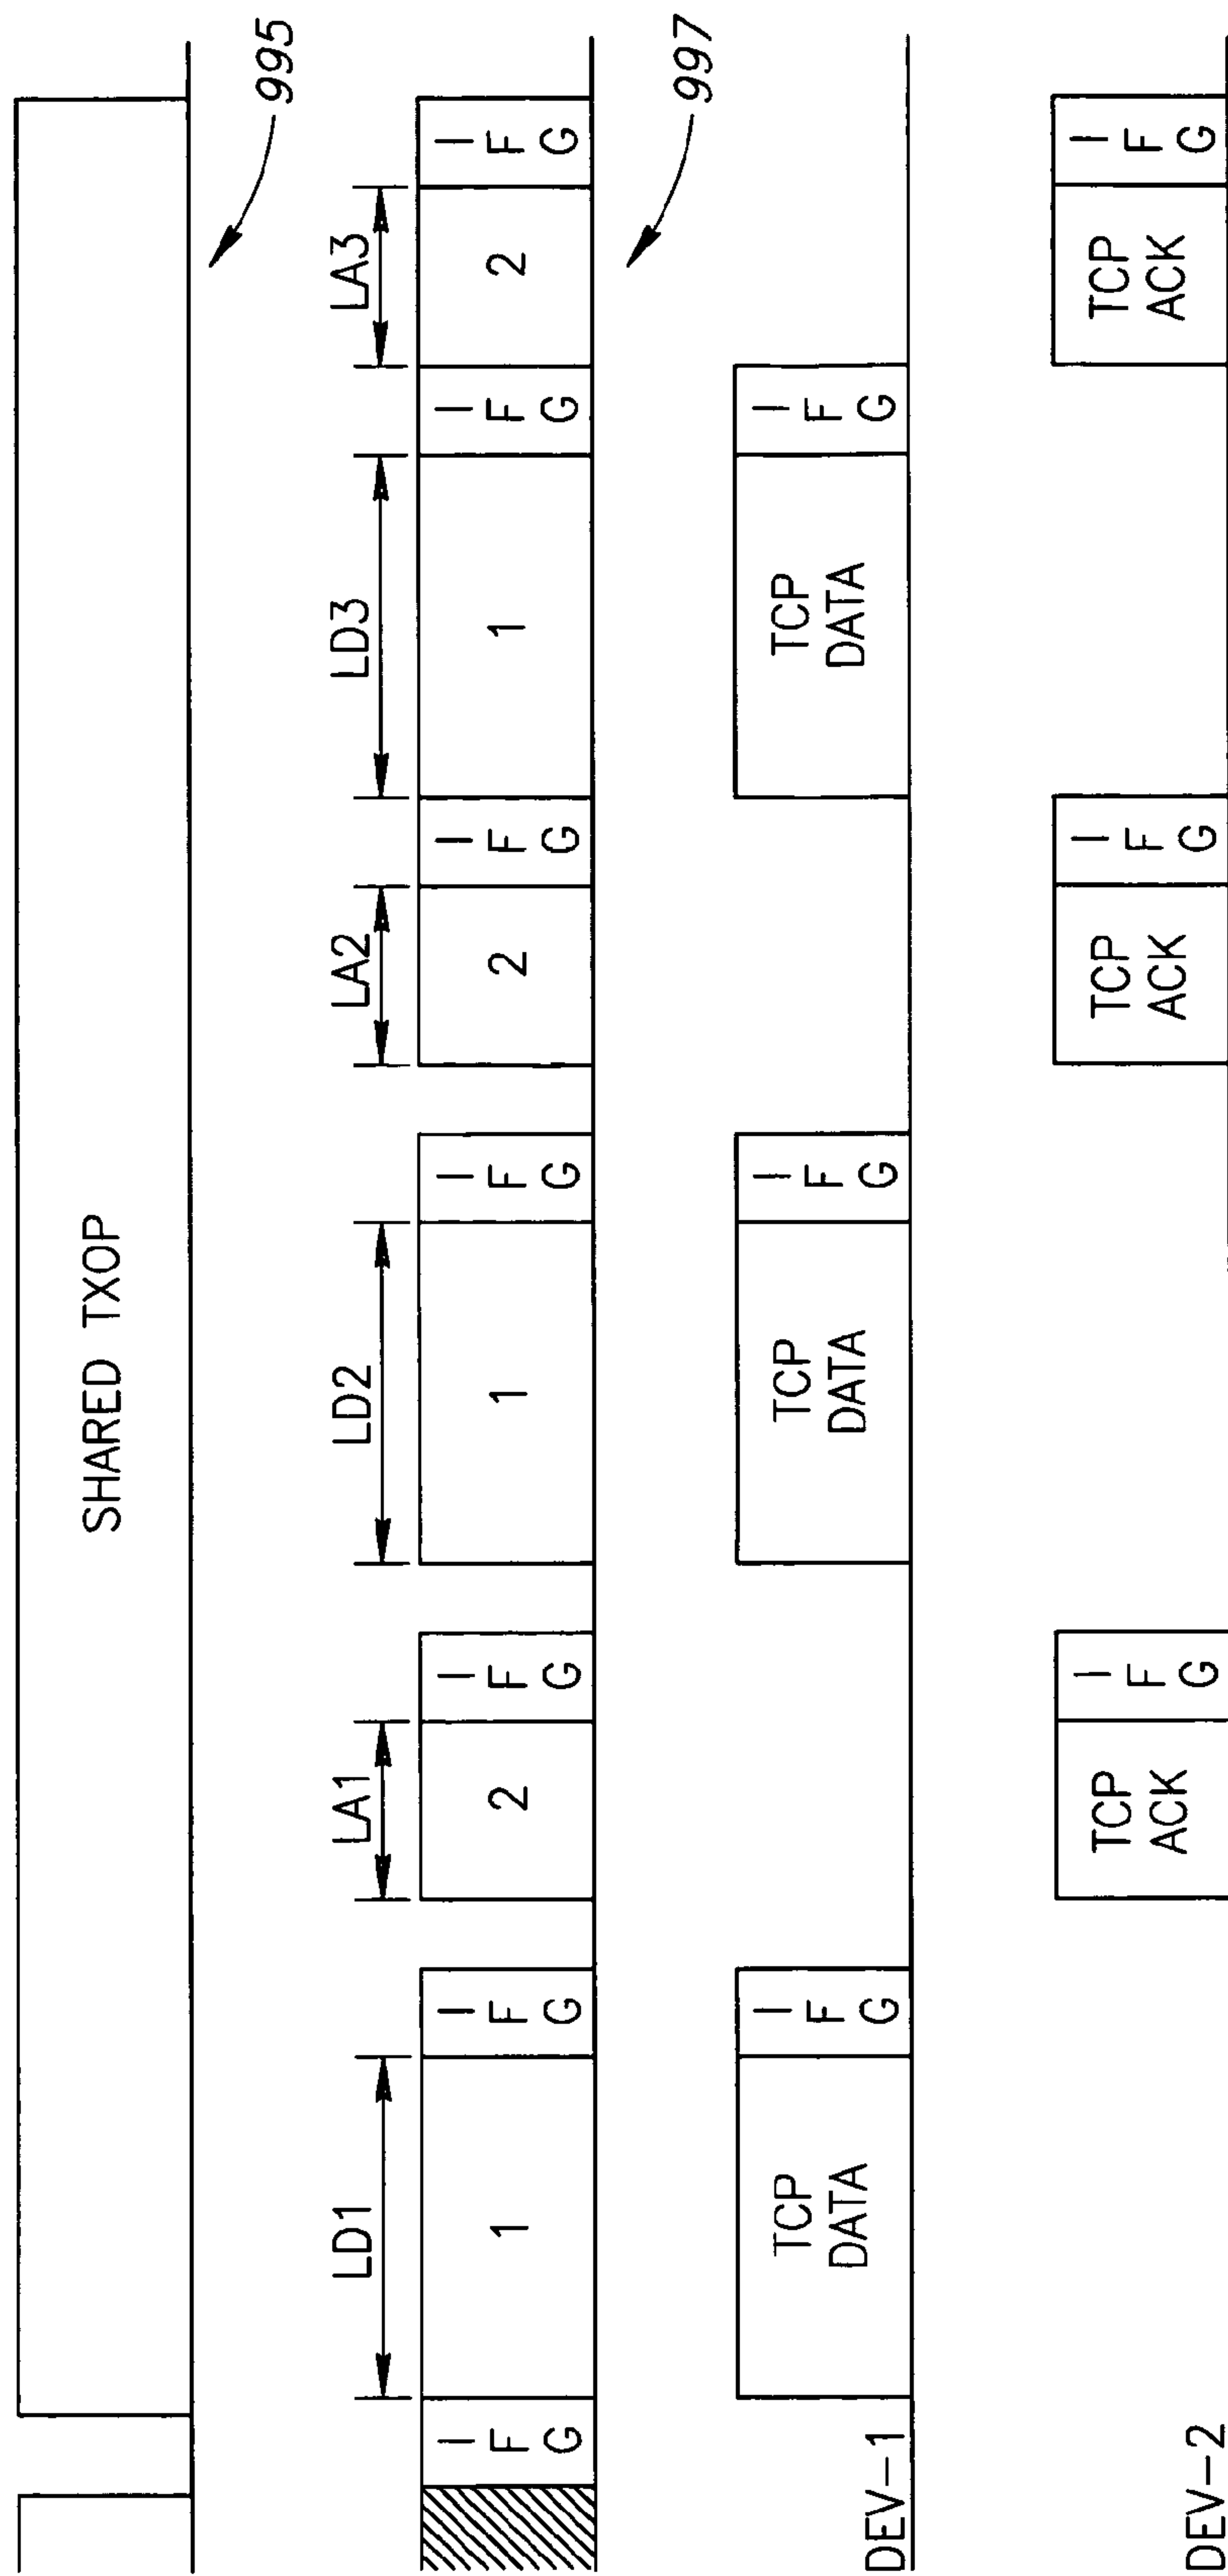 SHARED TXOP
995
LD1
LA1
LD2
LA2
LD3
LA3
IFG
1
IFG
2
IFG
1
IFG
2
IFG
1
IFG
2
IFG
997
DEV-1
TCP
DATA
IFG
TCP
DATA
IFG
TCP
DATA
IFG
DEV-2
TCP
ACK
IFG
TCP
ACK
IFG
TCP
ACK
IFG